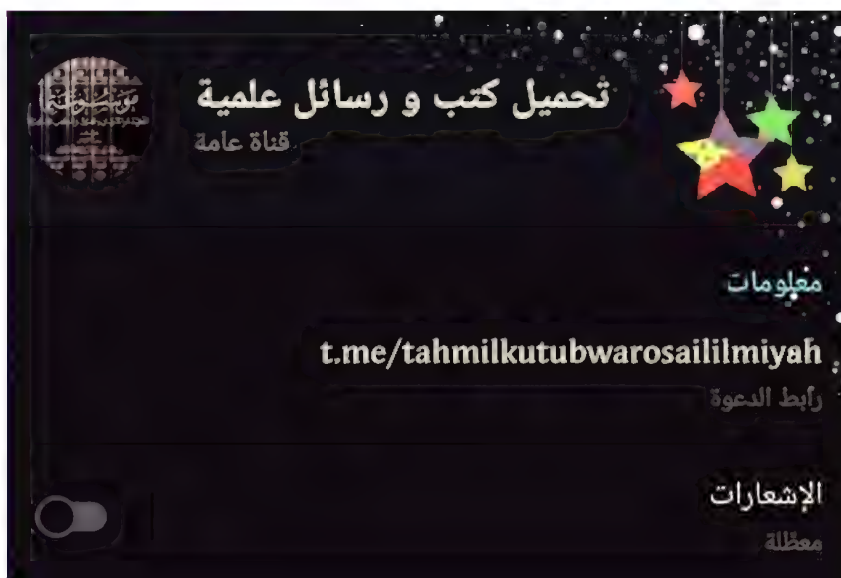 تحميل كتب و رسائل علمية
قناة عامة
معلومات
t.me/tahmilkutubwarosaililmiyah
رابط الدعوة
الإشعارات
معطلة